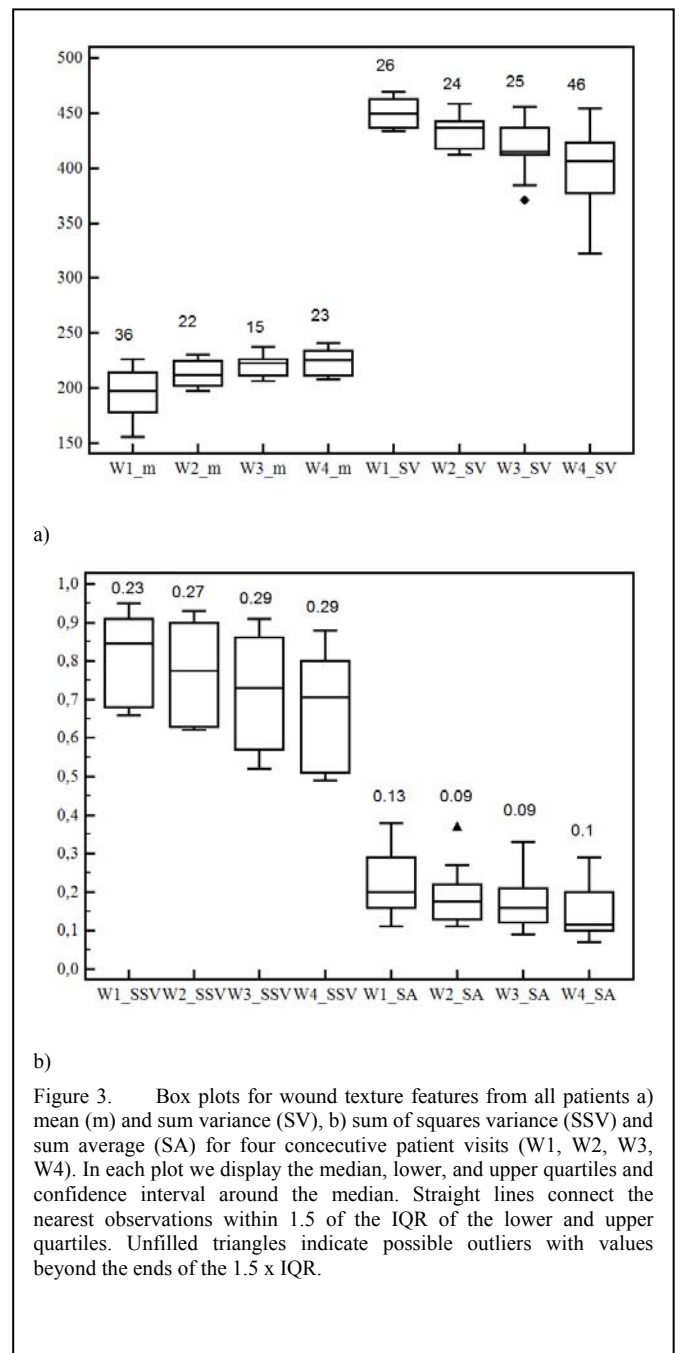 500
450
400
350
300
250
200
150
36
22
15
23
26
24
25
46
W1_m W2_m W3_m W4_m W1_SV W2_SV W3_SV W4_SV
a)
1,0
0,9
0,8
0,7
0,6
0,5
0,4
0,3
0,2
0,1
0,0
0.23
0.27
0.29
0.29
0.13
0.09
0.09
0.1
W1_SSV W2_SSV W3_SSV W4_SSV W1_SA W2_SA W3_SA W4_SA
b)
Figure 3. Box plots for wound texture features from all patients a)
mean (m) and sum variance (SV), b) sum of squares variance (SSV) and
sum average (SA) for four concecutive patient visits (W1, W2, W3,
W4). In each plot we display the median, lower, and upper quartiles and
confidence interval around the median. Straight lines connect the
nearest observations within 1.5 of the IQR of the lower and upper
quartiles. Unfilled triangles indicate possible outliers with values
beyond the ends of the 1.5 x IQR.